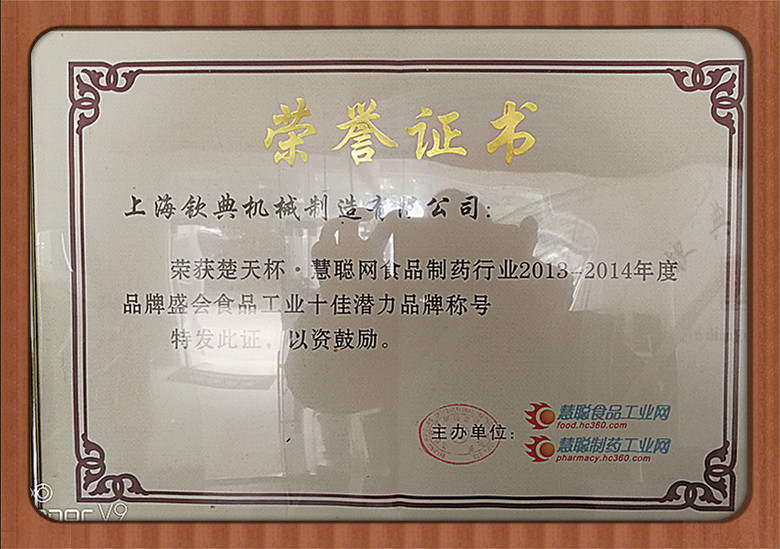 荣誉证书
上海钦典机械制造有限公司：
荣获楚天杯·慧聪网食品制药行业2013-2014年度
品牌盛会食品工业十佳潜力品牌称号
特发此证，以资鼓励。
主办单位：
慧聪食品工业网
food.hc360.com
慧聪制药工业网
pharmacy.hc360.com
V9